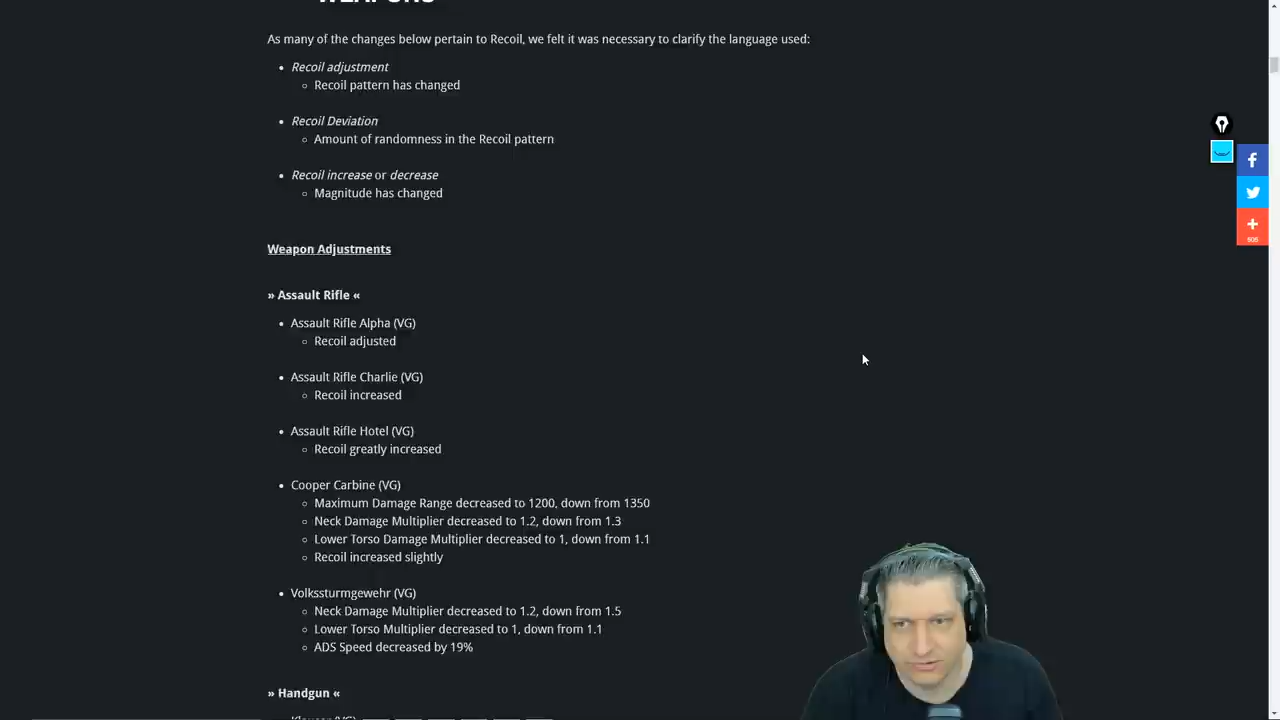 As many of the changes below pertain to Recoil, we felt it was necessary to clarify the language used:
Recoil adjustment
Recoil pattern has changed
Recoil Deviation
Amount of randomness in the Recoil pattern
Recoil increase or decrease
Magnitude has changed
Weapon Adjustments
» Assault Rifle «
Assault Rifle Alpha (VG)
Recoil adjusted
Assault Rifle Charlie (VG)
Recoil increased
Assault Rifle Hotel (VG)
Recoil greatly increased
Cooper Carbine (VG)
Maximum Damage Range decreased to 1200, down from 1350
Neck Damage Multiplier decreased to 1.2, down from 1.3
Lower Torso Damage Multiplier decreased to 1, down from 1.1
Recoil increased slightly
Volkssturmgewehr (VG)
Neck Damage Multiplier decreased to 1.2, down from 1.5
Lower Torso Multiplier decreased to 1, down from 1.1
ADS Speed decreased by 19%
» Handgun «